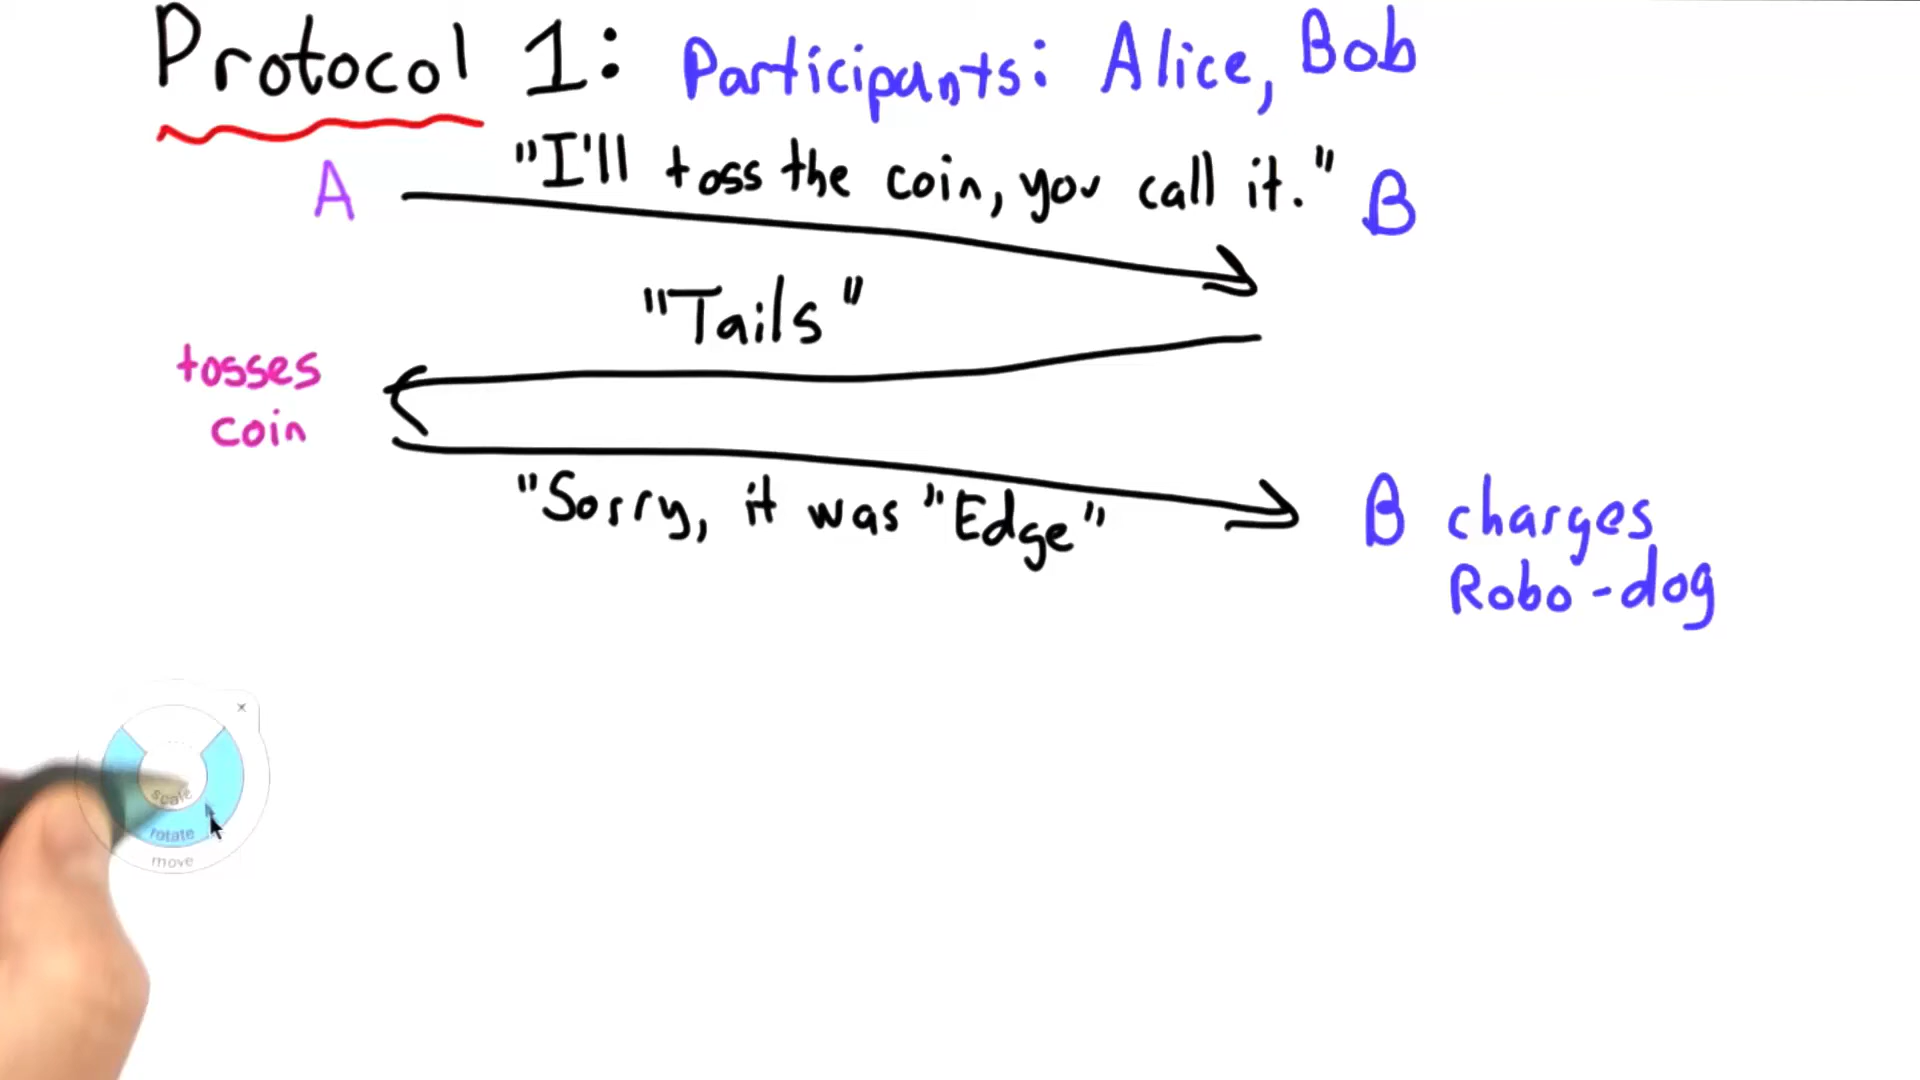 Protocol 1: Participants: Alice, Bob
"I'll toss the coin, you call it."
A
B
"Tails"
tosses
coin
"Sorry, it was "Edge"
B charges
Robo-dog
scale
rotate
move